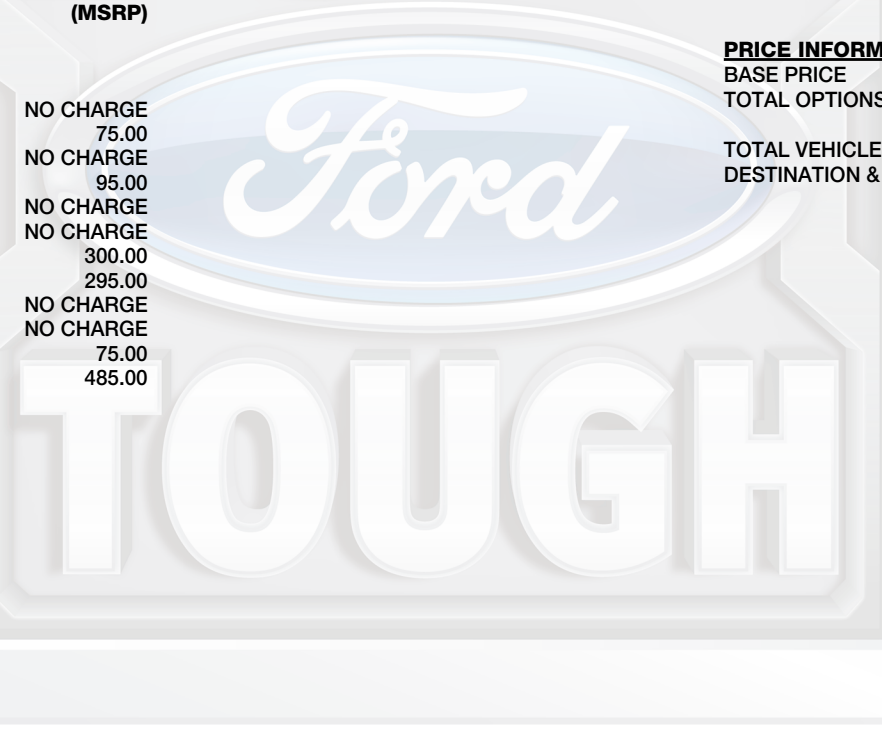 (MSRP)
NO CHARGE
75.00
NO CHARGE
95.00
NO CHARGE
NO CHARGE
300.00
295.00
NO CHARGE
NO CHARGE
75.00
485.00
PRICE INFORM
BASE PRICE
TOTAL OPTIONS
TOTAL VEHICLE
DESTINATION &
Ford
TOUGH